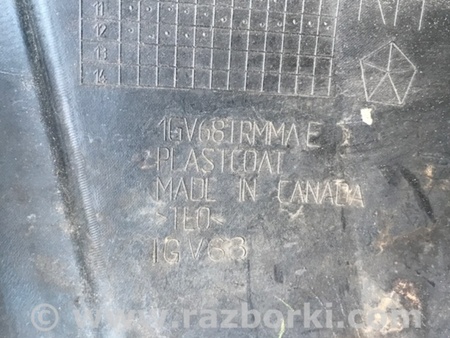 11
12
13
14
1GV68TRMMAE
PLASTCOAT
MADE IN CANADA
>TEO<
1GV68
www.razborki.com